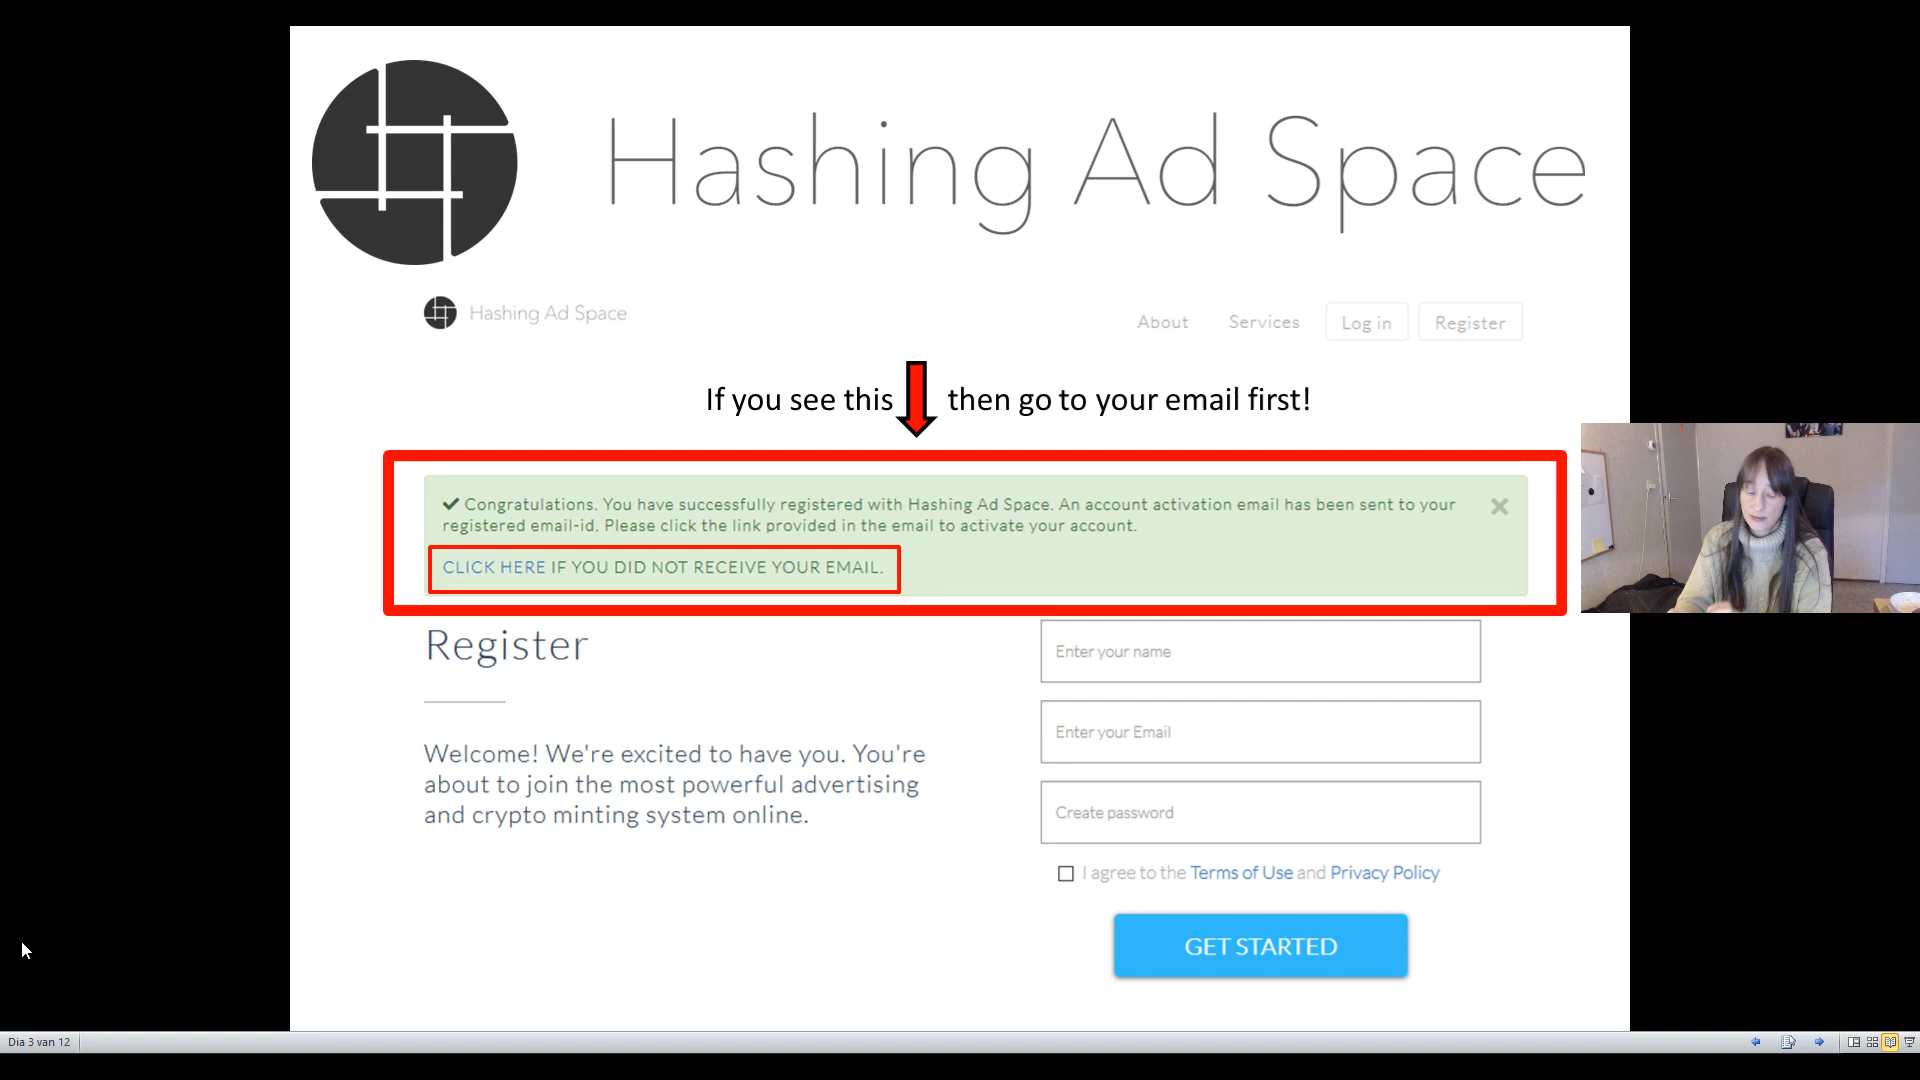 Hashing Ad Space
Hashing Ad Space
About Services Log in Register
If you see this then go to your email first!
Congratulations. You have successfully registered with Hashing Ad Space. An account activation email has been sent to your
registered email-id. Please click the link provided in the email to activate your account.
CLICK HERE IF YOU DID NOT RECEIVE YOUR EMAIL.
Register
Welcome! We're excited to have you. You're
about to join the most powerful advertising
and crypto minting system online.
Enter your name
Enter your Email
Create password
I agree to the Terms of Use and Privacy Policy
GET STARTED
Dia 3 van 12